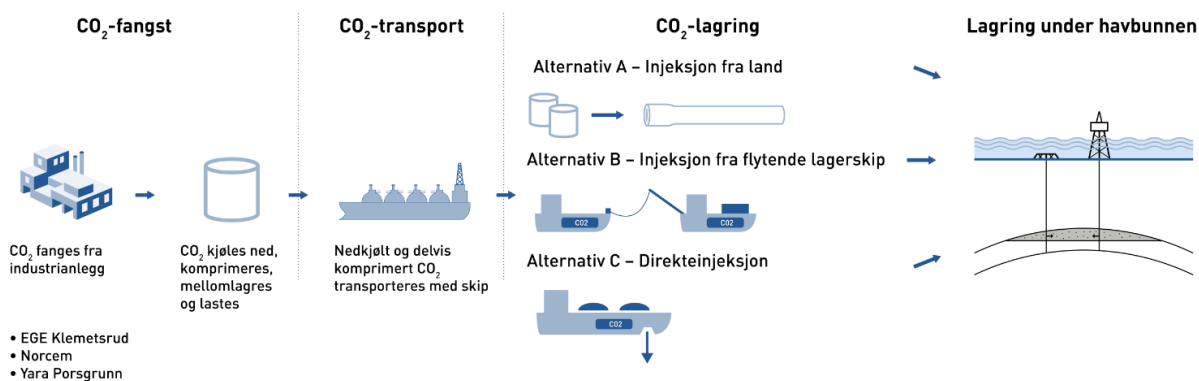 CO₂-fangst
CO₂-transport
CO₂-lagring
Lagring under havbunnen
CO₂ fanges fra
industrianlegg
CO₂ kjøles ned,
komprimeres,
mellomlagres
og lastes
• EGE Klemetsrud
• Norcem
• Yara Porsgrunn
Nedkjølt og delvis
komprimert CO₂
transporteres med skip
Alternativ A – Injeksjon fra land
Alternativ B – Injeksjon fra flytende lagerskip
CO2
CO2
Alternativ C – Direkteinjeksjon
CO2